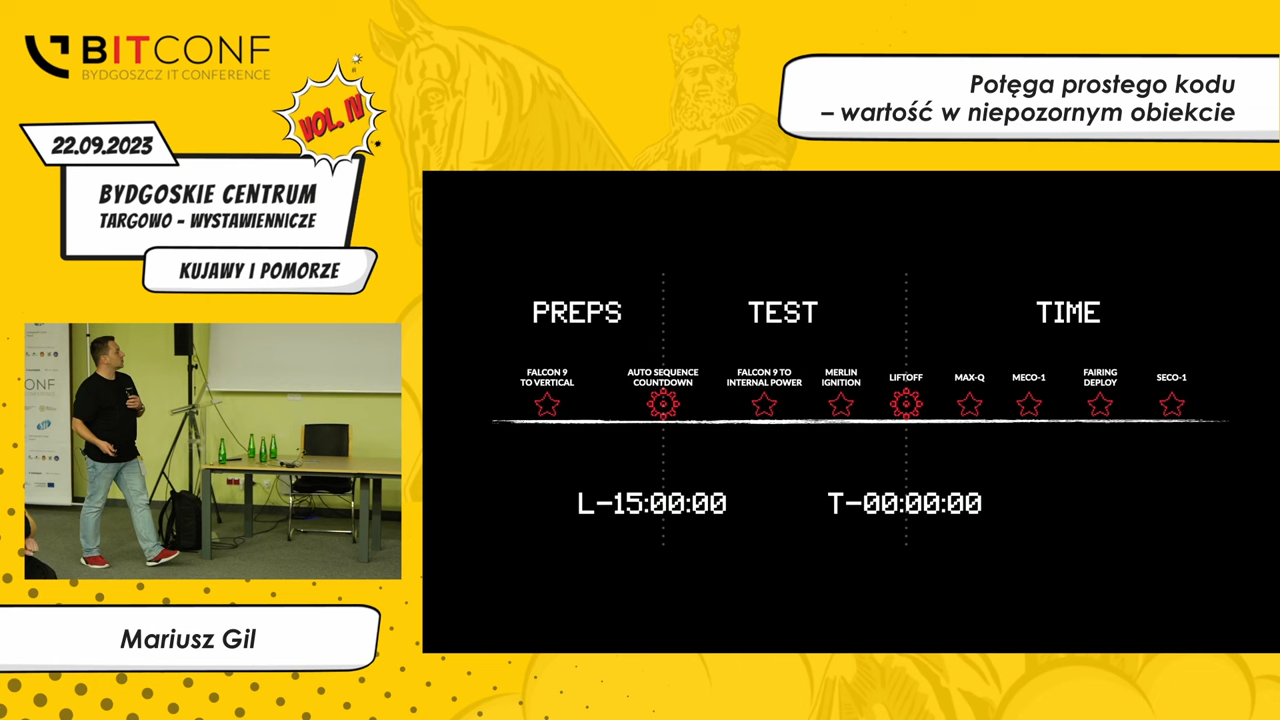 BITCONF
BYDGOSZCZ IT CONFERENCE
VOL. IV
22.09.2023
BYDGOSKIE CENTRUM
TARGOWO - WYSTAWIENNICZE
KUJAWY I POMORZE
Potęga prostego kodu
– wartość w niepozornym obiekcie
PREPS
TEST
TIME
FALCON 9
TO VERTICAL
AUTO SEQUENCE
COUNTDOWN
FALCON 9 TO
INTERNAL POWER
MERLIN
IGNITION
LIFTOFF
MAX-Q
MECO-1
FAIRING
DEPLOY
SECO-1
L-15:00:00
T-00:00:00
ONF
Mariusz Gil